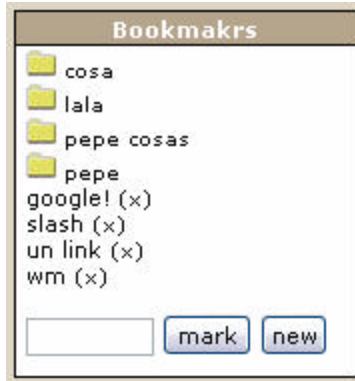 Bookmakrs
cosa
lala
pepe cosas
pepe
google! (x)
slash (x)
un link (x)
wm (x)
mark new